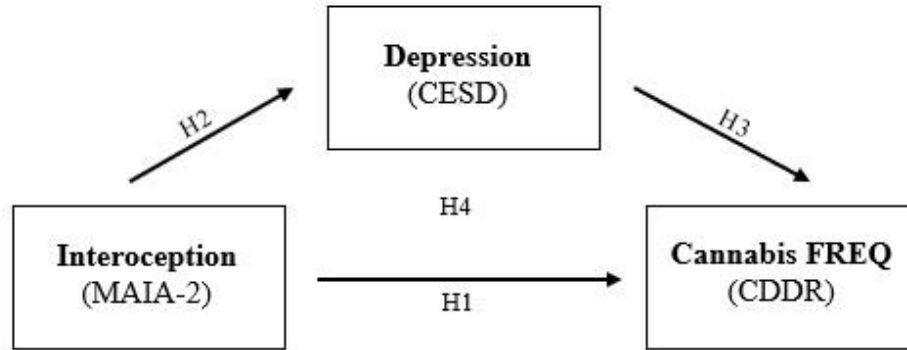 Depression
(CESD)
H2
H3
H4
Interoception
(MAIA-2)
H1
Cannabis FREQ
(CDDR)